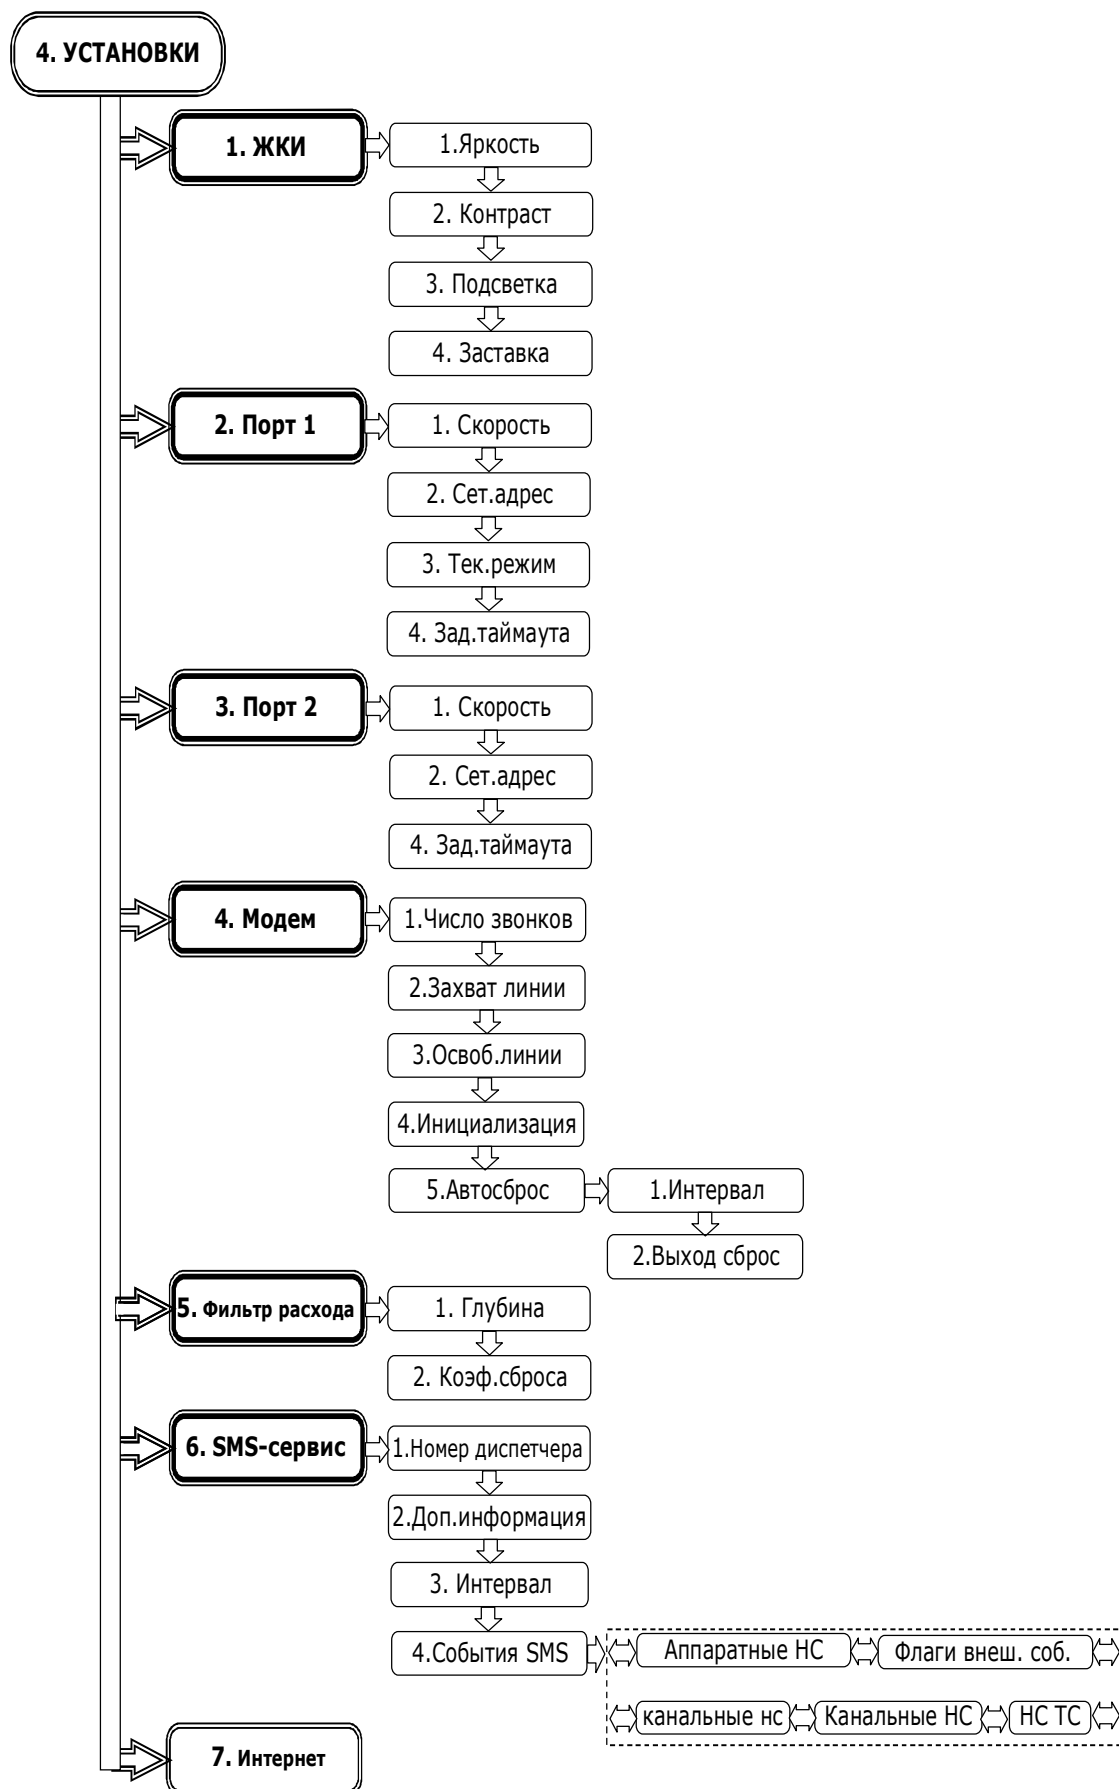 4. УСТАНОВКИ
1. ЖКИ
1.Яркость
2. Контраст
3. Подсветка
4. Заставка
2. Порт 1
1. Скорость
2. Сет.адрес
3. Тек.режим
4. Зад.таймаута
3. Порт 2
1. Скорость
2. Сет.адрес
4. Зад.таймаута
4. Модем
1.Число звонков
2.Захват линии
3.Освоб.линии
4.Инициализация
5.Автосброс
1.Интервал
2.Выход сброс
5. Фильтр расхода
1. Глубина
2. Коэф.сброса
6. SMS-сервис
1.Номер диспетчера
2.Доп.информация
3. Интервал
4.События SMS
Аппаратные НС
Флаги внеш. соб.
канальные нс
Канальные НС
НС ТС
7. Интернет